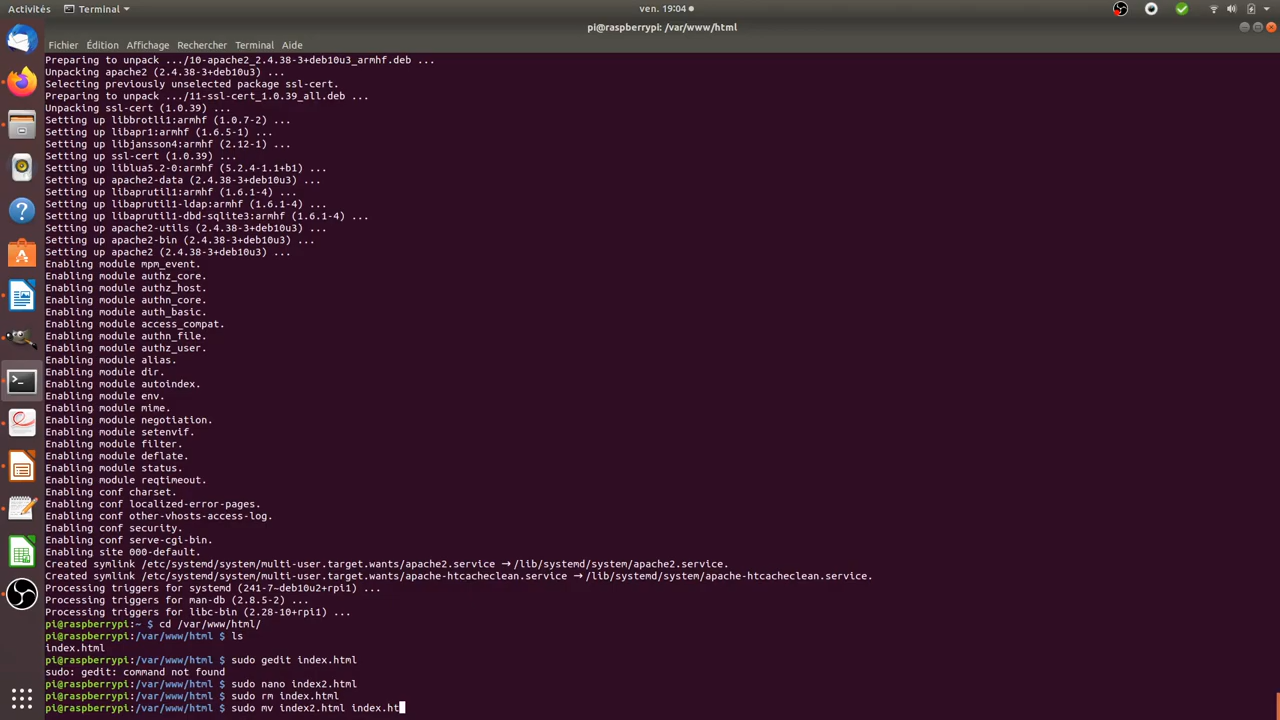 Activités
Terminal
ven. 19:04
pi@raspberrypi: /var/www/html
Fichier Édition Affichage Rechercher Terminal Aide
Preparing to unpack .../10-apache2_2.4.38-3+deb10u3_armhf.deb ...
Unpacking apache2 (2.4.38-3+deb10u3) ...
Selecting previously unselected package ssl-cert.
Preparing to unpack .../11-ssl-cert_1.0.39_all.deb ...
Unpacking ssl-cert (1.0.39) ...
Setting up libbrotli1:armhf (1.0.7-2) ...
Setting up libapr1:armhf (1.6.5-1) ...
Setting up libjansson4:armhf (2.12-1) ...
Setting up ssl-cert (1.0.39) ...
Setting up liblua5.2-0:armhf (5.2.4-1.1+b1) ...
Setting up apache2-data (2.4.38-3+deb10u3) ...
Setting up libaprutil1:armhf (1.6.1-4) ...
Setting up libaprutil1-ldap:armhf (1.6.1-4) ...
Setting up libaprutil1-dbd-sqlite3:armhf (1.6.1-4) ...
Setting up apache2-utils (2.4.38-3+deb10u3) ...
Setting up apache2-bin (2.4.38-3+deb10u3) ...
Setting up apache2 (2.4.38-3+deb10u3) ...
Enabling module mpm_event.
Enabling module authz_core.
Enabling module authz_host.
Enabling module authn_core.
Enabling module auth_basic.
Enabling module access_compat.
Enabling module authn_file.
Enabling module authz_user.
Enabling module alias.
Enabling module dir.
Enabling module autoindex.
Enabling module env.
Enabling module mime.
Enabling module negotiation.
Enabling module setenvif.
Enabling module filter.
Enabling module deflate.
Enabling module status.
Enabling module reqtimeout.
Enabling conf charset.
Enabling conf localized-error-pages.
Enabling conf other-vhosts-access-log.
Enabling conf security.
Enabling conf serve-cgi-bin.
Enabling site 000-default.
Created symlink /etc/systemd/system/multi-user.target.wants/apache2.service → /lib/systemd/system/apache2.service.
Created symlink /etc/systemd/system/multi-user.target.wants/apache-htcacheclean.service → /lib/systemd/system/apache-htcacheclean.service.
Processing triggers for systemd (241-7~deb10u2+rpi1) ...
Processing triggers for man-db (2.8.5-2) ...
Processing triggers for libc-bin (2.28-10+rpi1) ...
pi@raspberrypi:~ $ cd /var/www/html/
pi@raspberrypi:/var/www/html $ ls
index.html
pi@raspberrypi:/var/www/html $ sudo gedit index.html
sudo: gedit: command not found
pi@raspberrypi:/var/www/html $ sudo nano index2.html
pi@raspberrypi:/var/www/html $ sudo rm index.html
pi@raspberrypi:/var/www/html $ sudo mv index2.html index.ht